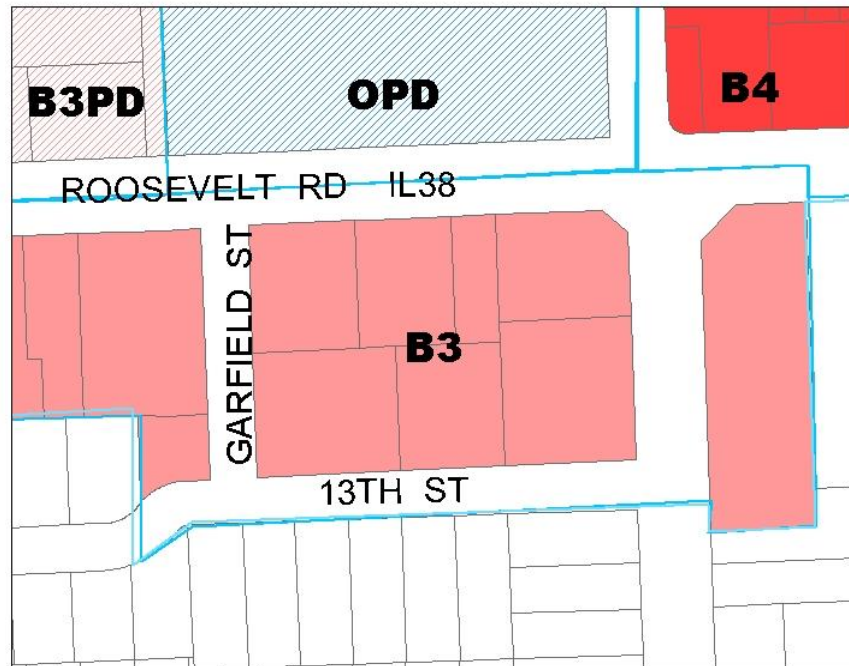 B3PD
OPD
B4
ROOSEVELT RD IL38
GARFIELD ST
B3
13TH ST